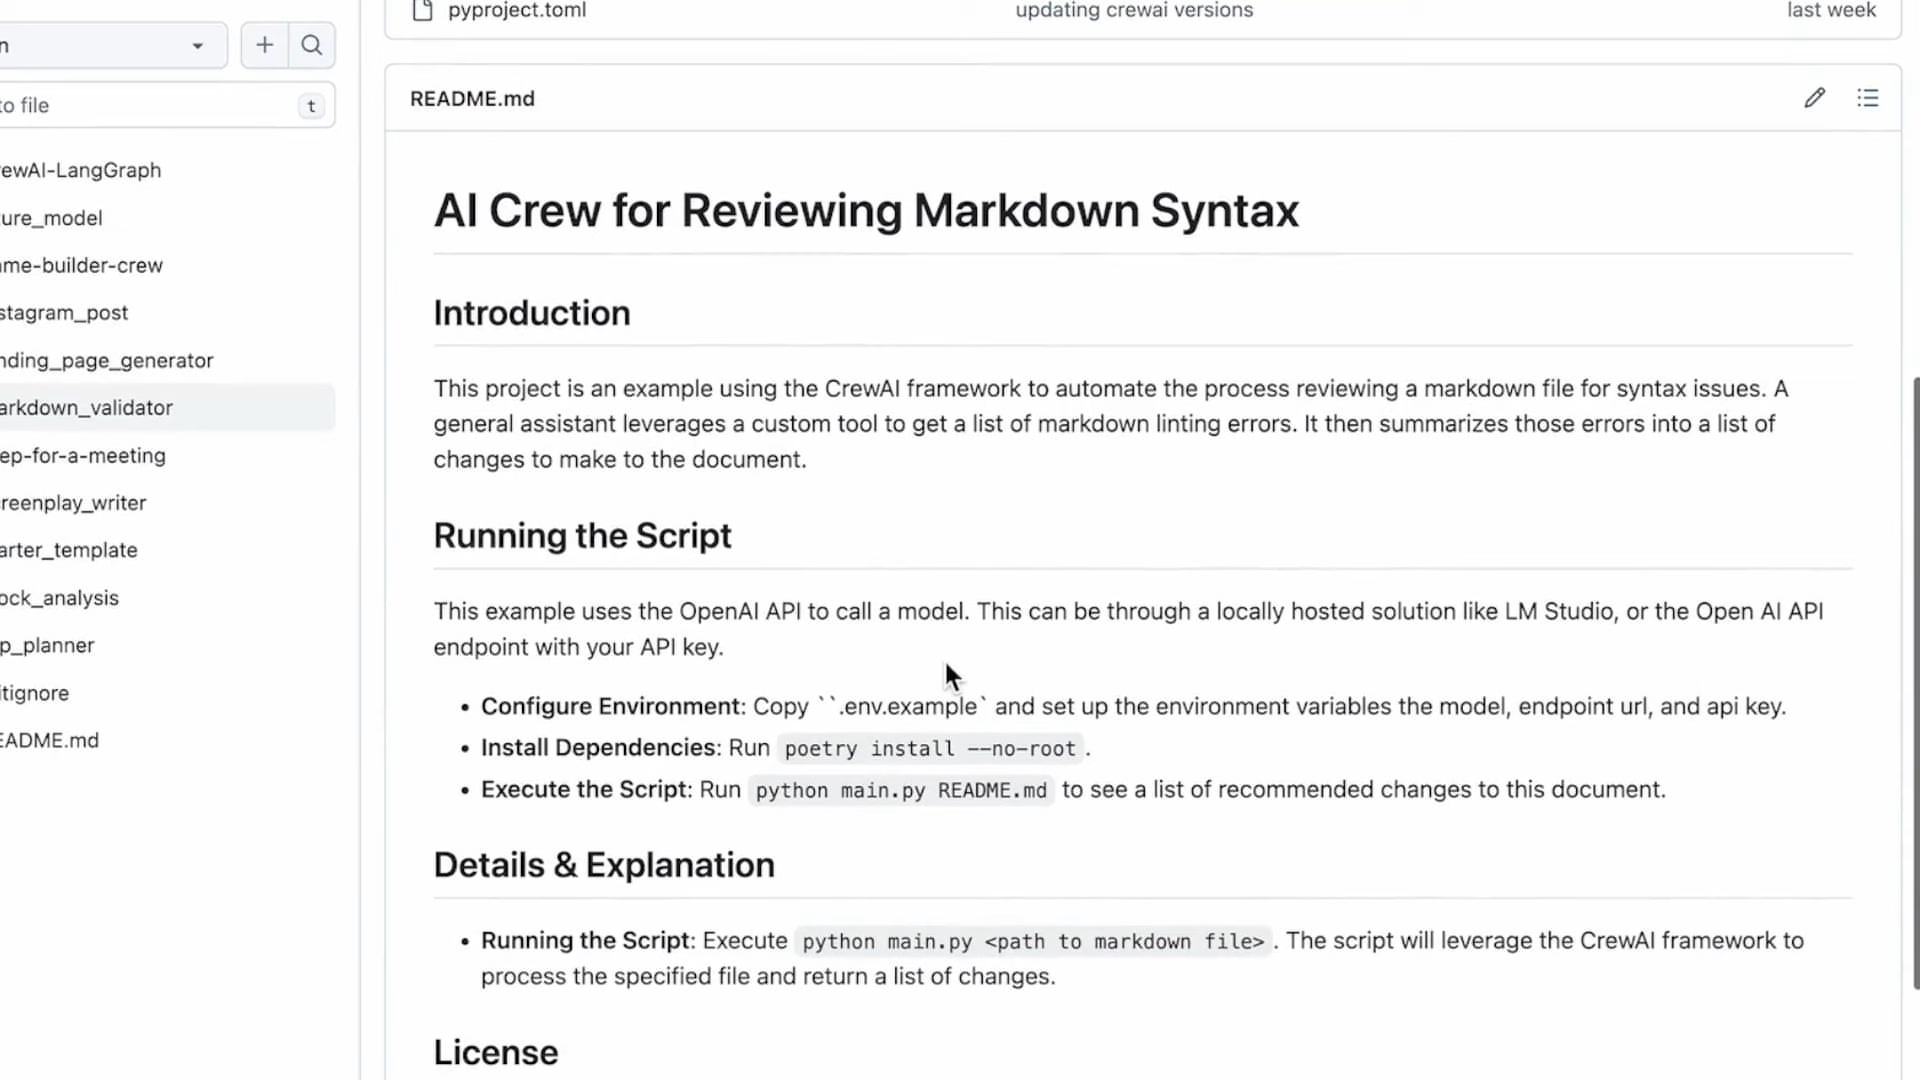 pyproject.toml updating crewai versions last week
n
to file t
README.md
rewAI-LangGraph
ture_model
ame-builder-crew
stagram_post
nding_page_generator
arkdown_validator
ep-for-a-meeting
creenplay_writer
arter_template
ock_analysis
p_planner
itignore
EADME.md
AI Crew for Reviewing Markdown Syntax
Introduction
This project is an example using the CrewAI framework to automate the process reviewing a markdown file for syntax issues. A
general assistant leverages a custom tool to get a list of markdown linting errors. It then summarizes those errors into a list of
changes to make to the document.
Running the Script
This example uses the OpenAI API to call a model. This can be through a locally hosted solution like LM Studio, or the Open AI API
endpoint with your API key.
• Configure Environment: Copy ``.env.example` and set up the environment variables the model, endpoint url, and api key.
• Install Dependencies: Run poetry install --no-root .
• Execute the Script: Run python main.py README.md to see a list of recommended changes to this document.
Details & Explanation
• Running the Script: Execute python main.py <path to markdown file> . The script will leverage the CrewAI framework to
process the specified file and return a list of changes.
License